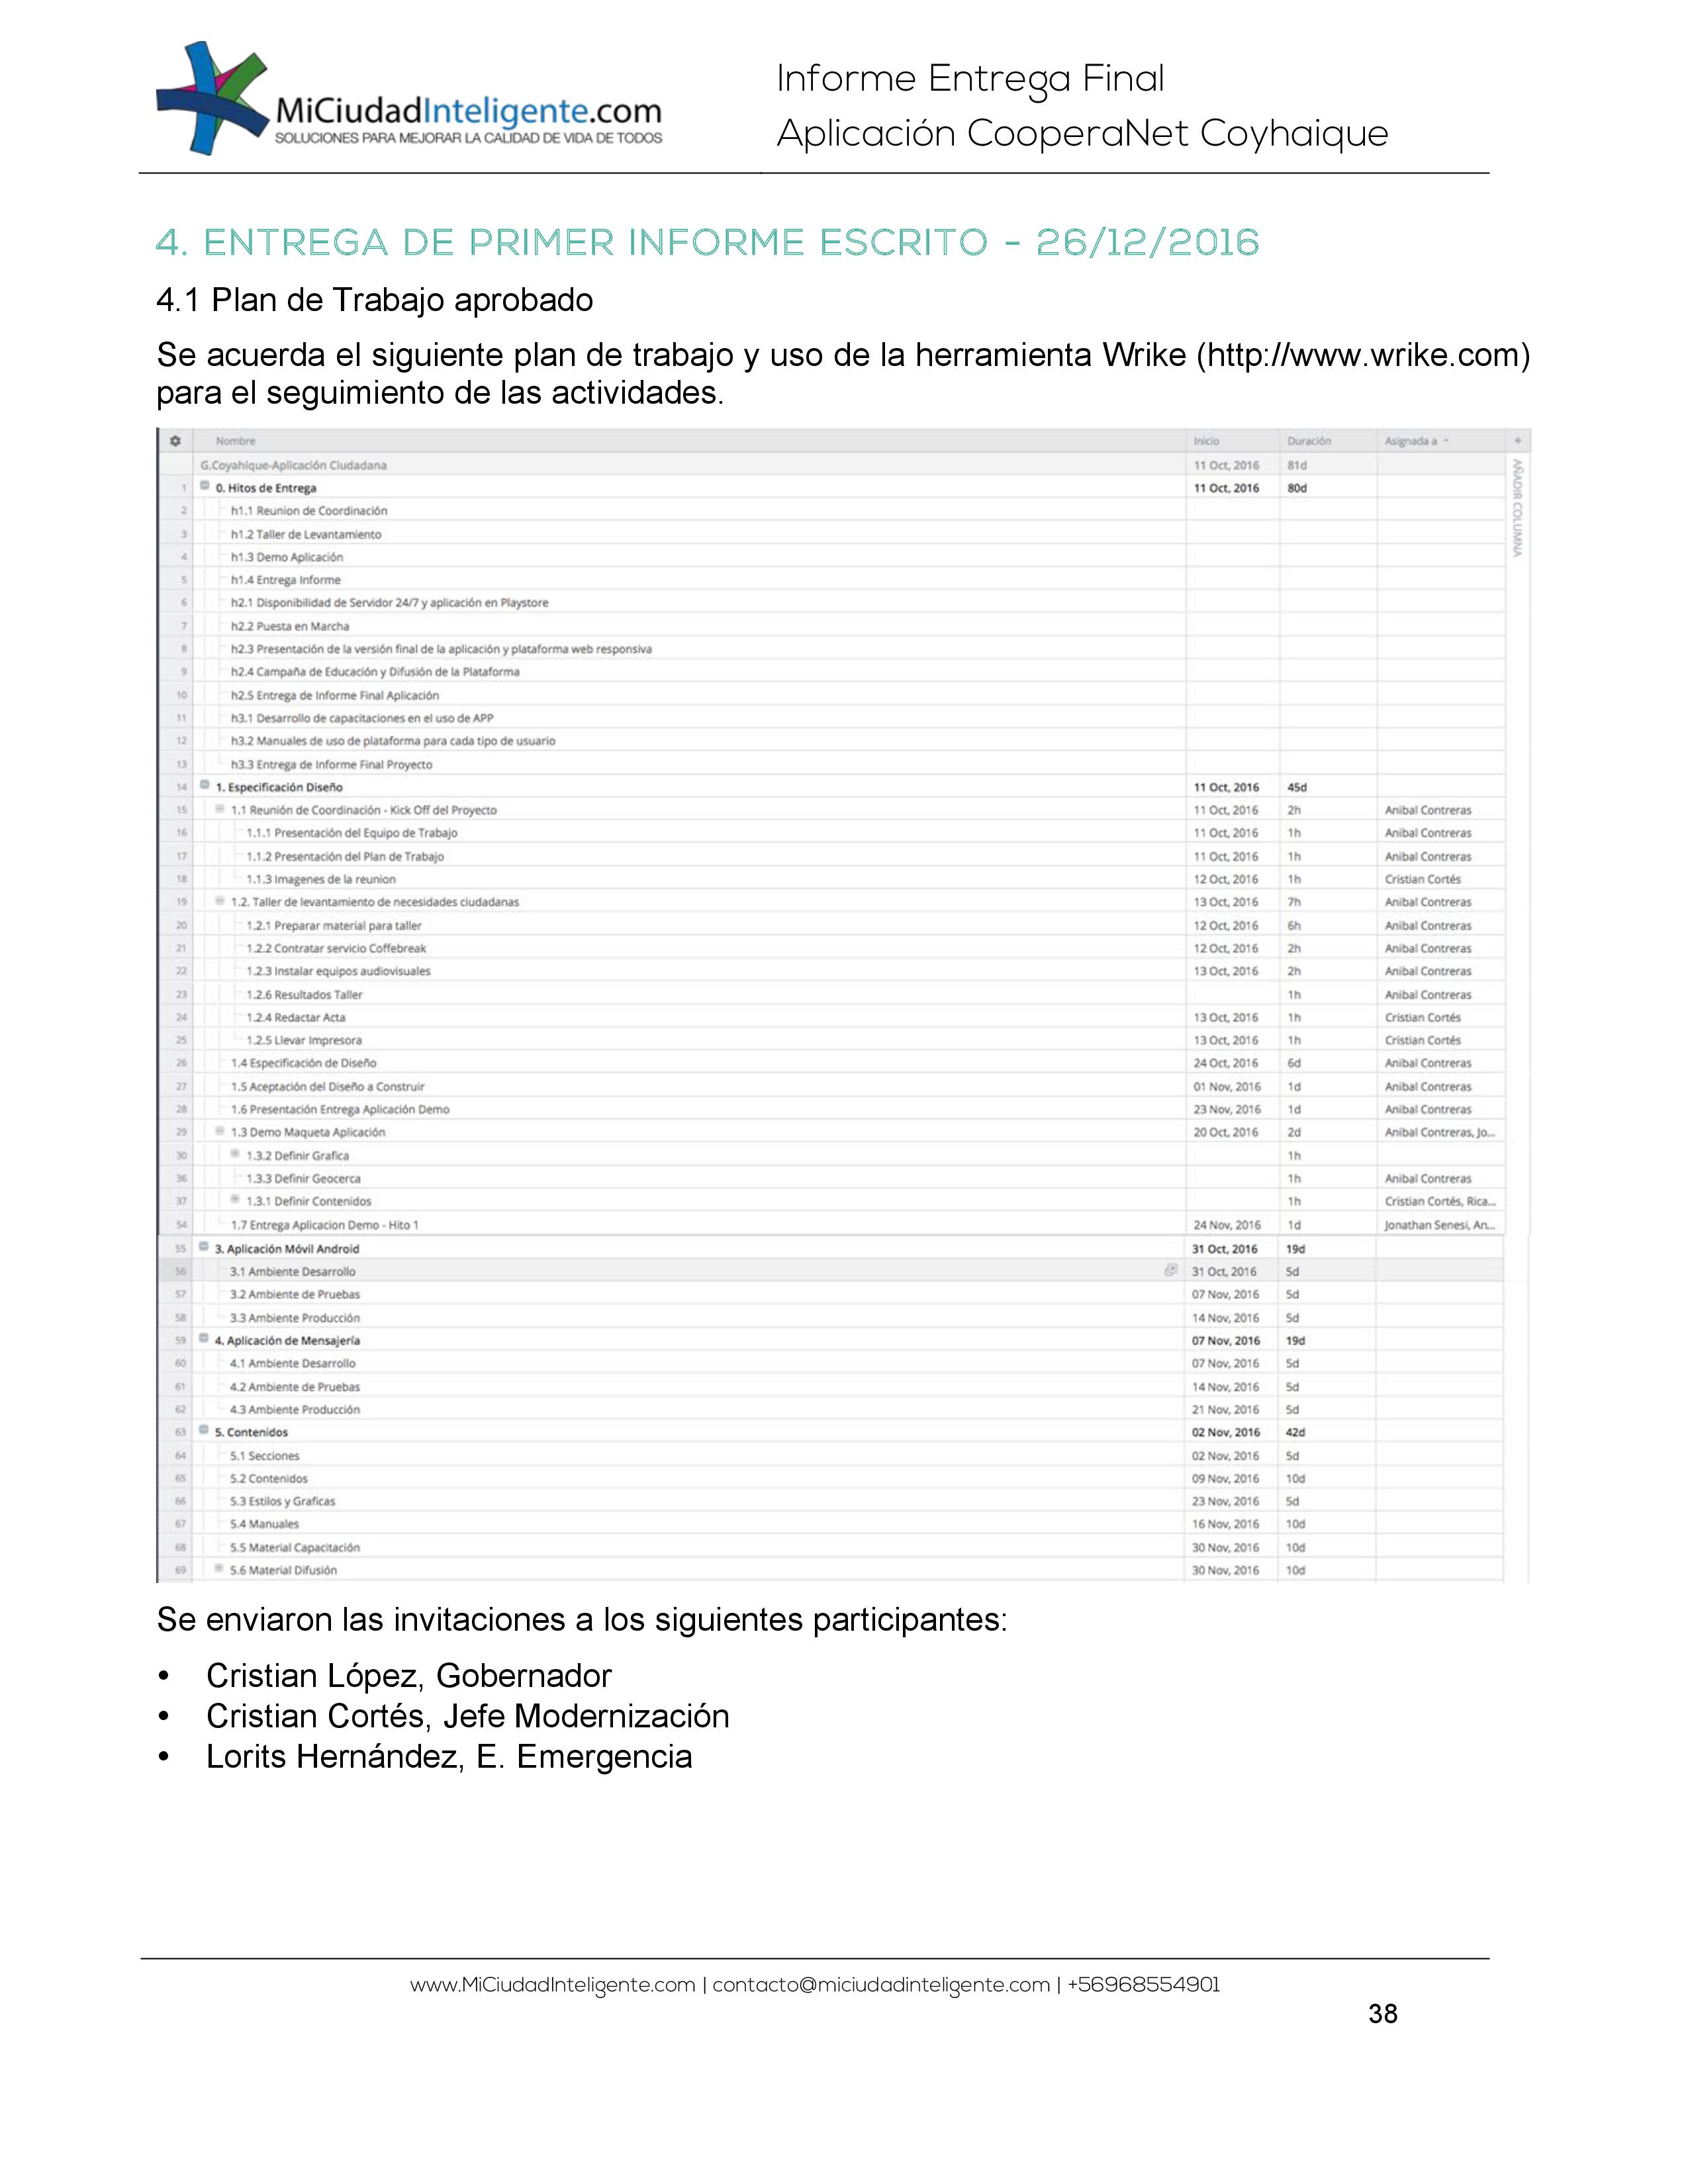 MiCiudadInteligente.com
SOLUCIONES PARA MEJORAR LA CALIDAD DE VIDA DE TODOS
Informe Entrega Final
Aplicación CooperaNet Coyhaique
4. ENTREGA DE PRIMER INFORME ESCRITO - 26/12/2016
4.1 Plan de Trabajo aprobado
Se acuerda el siguiente plan de trabajo y uso de la herramienta Wrike (http://www.wrike.com)
para el seguimiento de las actividades.
Nombre Inicio Duración Asignada a +
AÑADIR COLUMNA
G.Coyahique-Aplicación Ciudadana 11 Oct, 2016 81d
1 0. Hitos de Entrega 11 Oct, 2016 80d
2 h1.1 Reunion de Coordinación
3 h1.2 Taller de Levantamiento
4 h1.3 Demo Aplicación
5 h1.4 Entrega Informe
6 h2.1 Disponibilidad de Servidor 24/7 y aplicación en Playstore
7 h2.2 Puesta en Marcha
8 h2.3 Presentación de la versión final de la aplicación y plataforma web responsiva
9 h2.4 Campaña de Educación y Difusión de la Plataforma
10 h2.5 Entrega de Informe Final Aplicación
11 h3.1 Desarrollo de capacitaciones en el uso de APP
12 h3.2 Manuales de uso de plataforma para cada tipo de usuario
13 h3.3 Entrega de Informe Final Proyecto
14 1. Especificación Diseño 11 Oct, 2016 45d
15 1.1 Reunión de Coordinación - Kick Off del Proyecto 11 Oct, 2016 2h Anibal Contreras
16 1.1.1 Presentación del Equipo de Trabajo 11 Oct, 2016 1h Anibal Contreras
17 1.1.2 Presentación del Plan de Trabajo 11 Oct, 2016 1h Anibal Contreras
18 1.1.3 Imagenes de la reunion 12 Oct, 2016 1h Cristian Cortés
19 1.2. Taller de levantamiento de necesidades ciudadanas 13 Oct, 2016 7h Anibal Contreras
20 1.2.1 Preparar material para taller 12 Oct, 2016 6h Anibal Contreras
21 1.2.2 Contratar servicio Coffebreak 12 Oct, 2016 2h Anibal Contreras
22 1.2.3 Instalar equipos audiovisuales 13 Oct, 2016 2h Anibal Contreras
23 1.2.6 Resultados Taller 1h Anibal Contreras
24 1.2.4 Redactar Acta 13 Oct, 2016 1h Cristian Cortés
25 1.2.5 Llevar Impresora 13 Oct, 2016 1h Cristian Cortés
26 1.4 Especificación de Diseño 24 Oct, 2016 6d Anibal Contreras
27 1.5 Aceptación del Diseño a Construir 01 Nov, 2016 1d Anibal Contreras
28 1.6 Presentación Entrega Aplicación Demo 23 Nov, 2016 1d Anibal Contreras
29 1.3 Demo Maqueta Aplicación 20 Oct, 2016 2d Anibal Contreras, Jo...
30 1.3.2 Definir Grafica 1h
36 1.3.3 Definir Geocerca 1h Anibal Contreras
37 1.3.1 Definir Contenidos 1h Cristian Cortés, Rica...
54 1.7 Entrega Aplicacion Demo - Hito 1 24 Nov, 2016 1d Jonathan Senesi, An...
55 3. Aplicación Móvil Android 31 Oct, 2016 19d
56 3.1 Ambiente Desarrollo 31 Oct, 2016 5d
57 3.2 Ambiente de Pruebas 07 Nov, 2016 5d
58 3.3 Ambiente Producción 14 Nov, 2016 5d
59 4. Aplicación de Mensajería 07 Nov, 2016 19d
60 4.1 Ambiente Desarrollo 07 Nov, 2016 5d
61 4.2 Ambiente de Pruebas 14 Nov, 2016 5d
62 4.3 Ambiente Producción 21 Nov, 2016 5d
63 5. Contenidos 02 Nov, 2016 42d
64 5.1 Secciones 02 Nov, 2016 5d
65 5.2 Contenidos 09 Nov, 2016 10d
66 5.3 Estilos y Graficas 23 Nov, 2016 5d
67 5.4 Manuales 16 Nov, 2016 10d
68 5.5 Material Capacitación 30 Nov, 2016 10d
69 5.6 Material Difusión 30 Nov, 2016 10d
Se enviaron las invitaciones a los siguientes participantes:
• Cristian López, Gobernador
• Cristian Cortés, Jefe Modernización
• Lorits Hernández, E. Emergencia
www.MiCiudadInteligente.com | contacto@miciudadinteligente.com | +56968554901
38